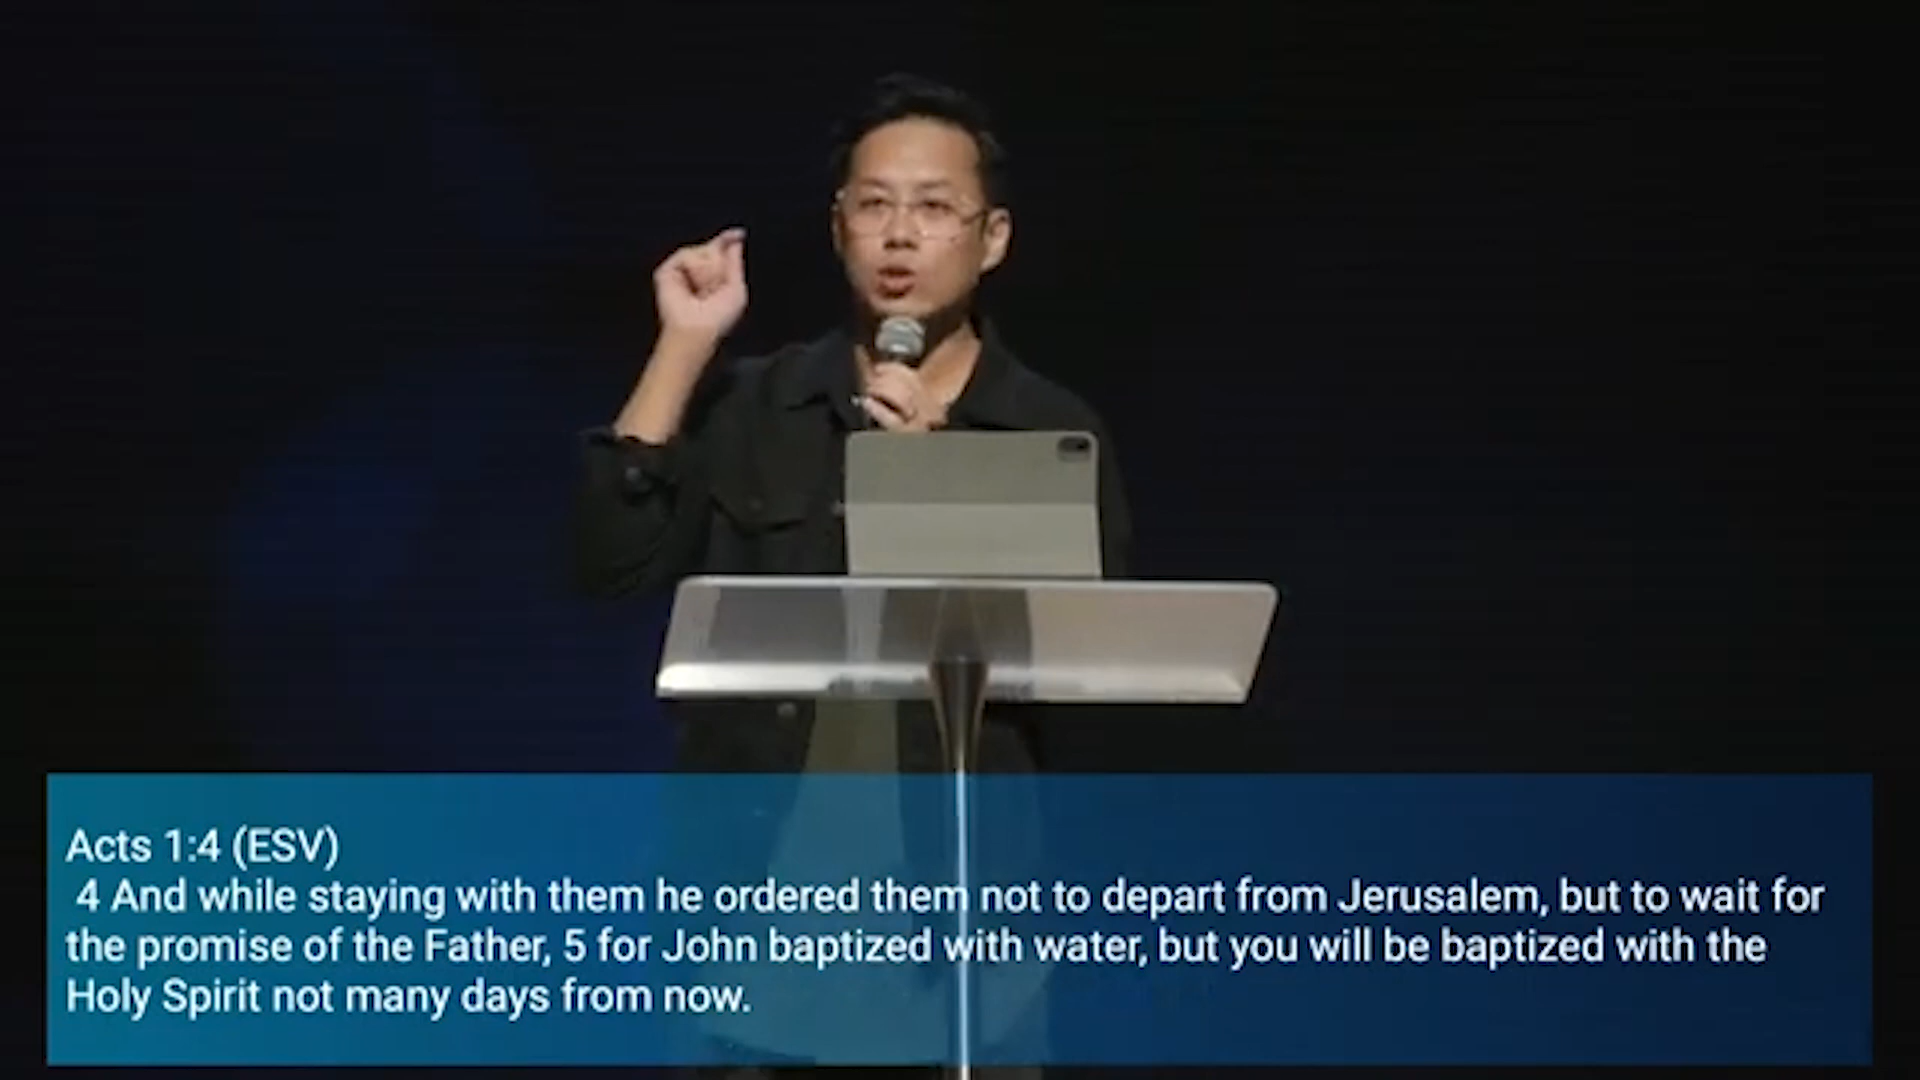 Acts 1:4 (ESV)
4 And while staying with them he ordered them not to depart from Jerusalem, but to wait for
the promise of the Father, 5 for John baptized with water, but you will be baptized with the
Holy Spirit not many days from now.